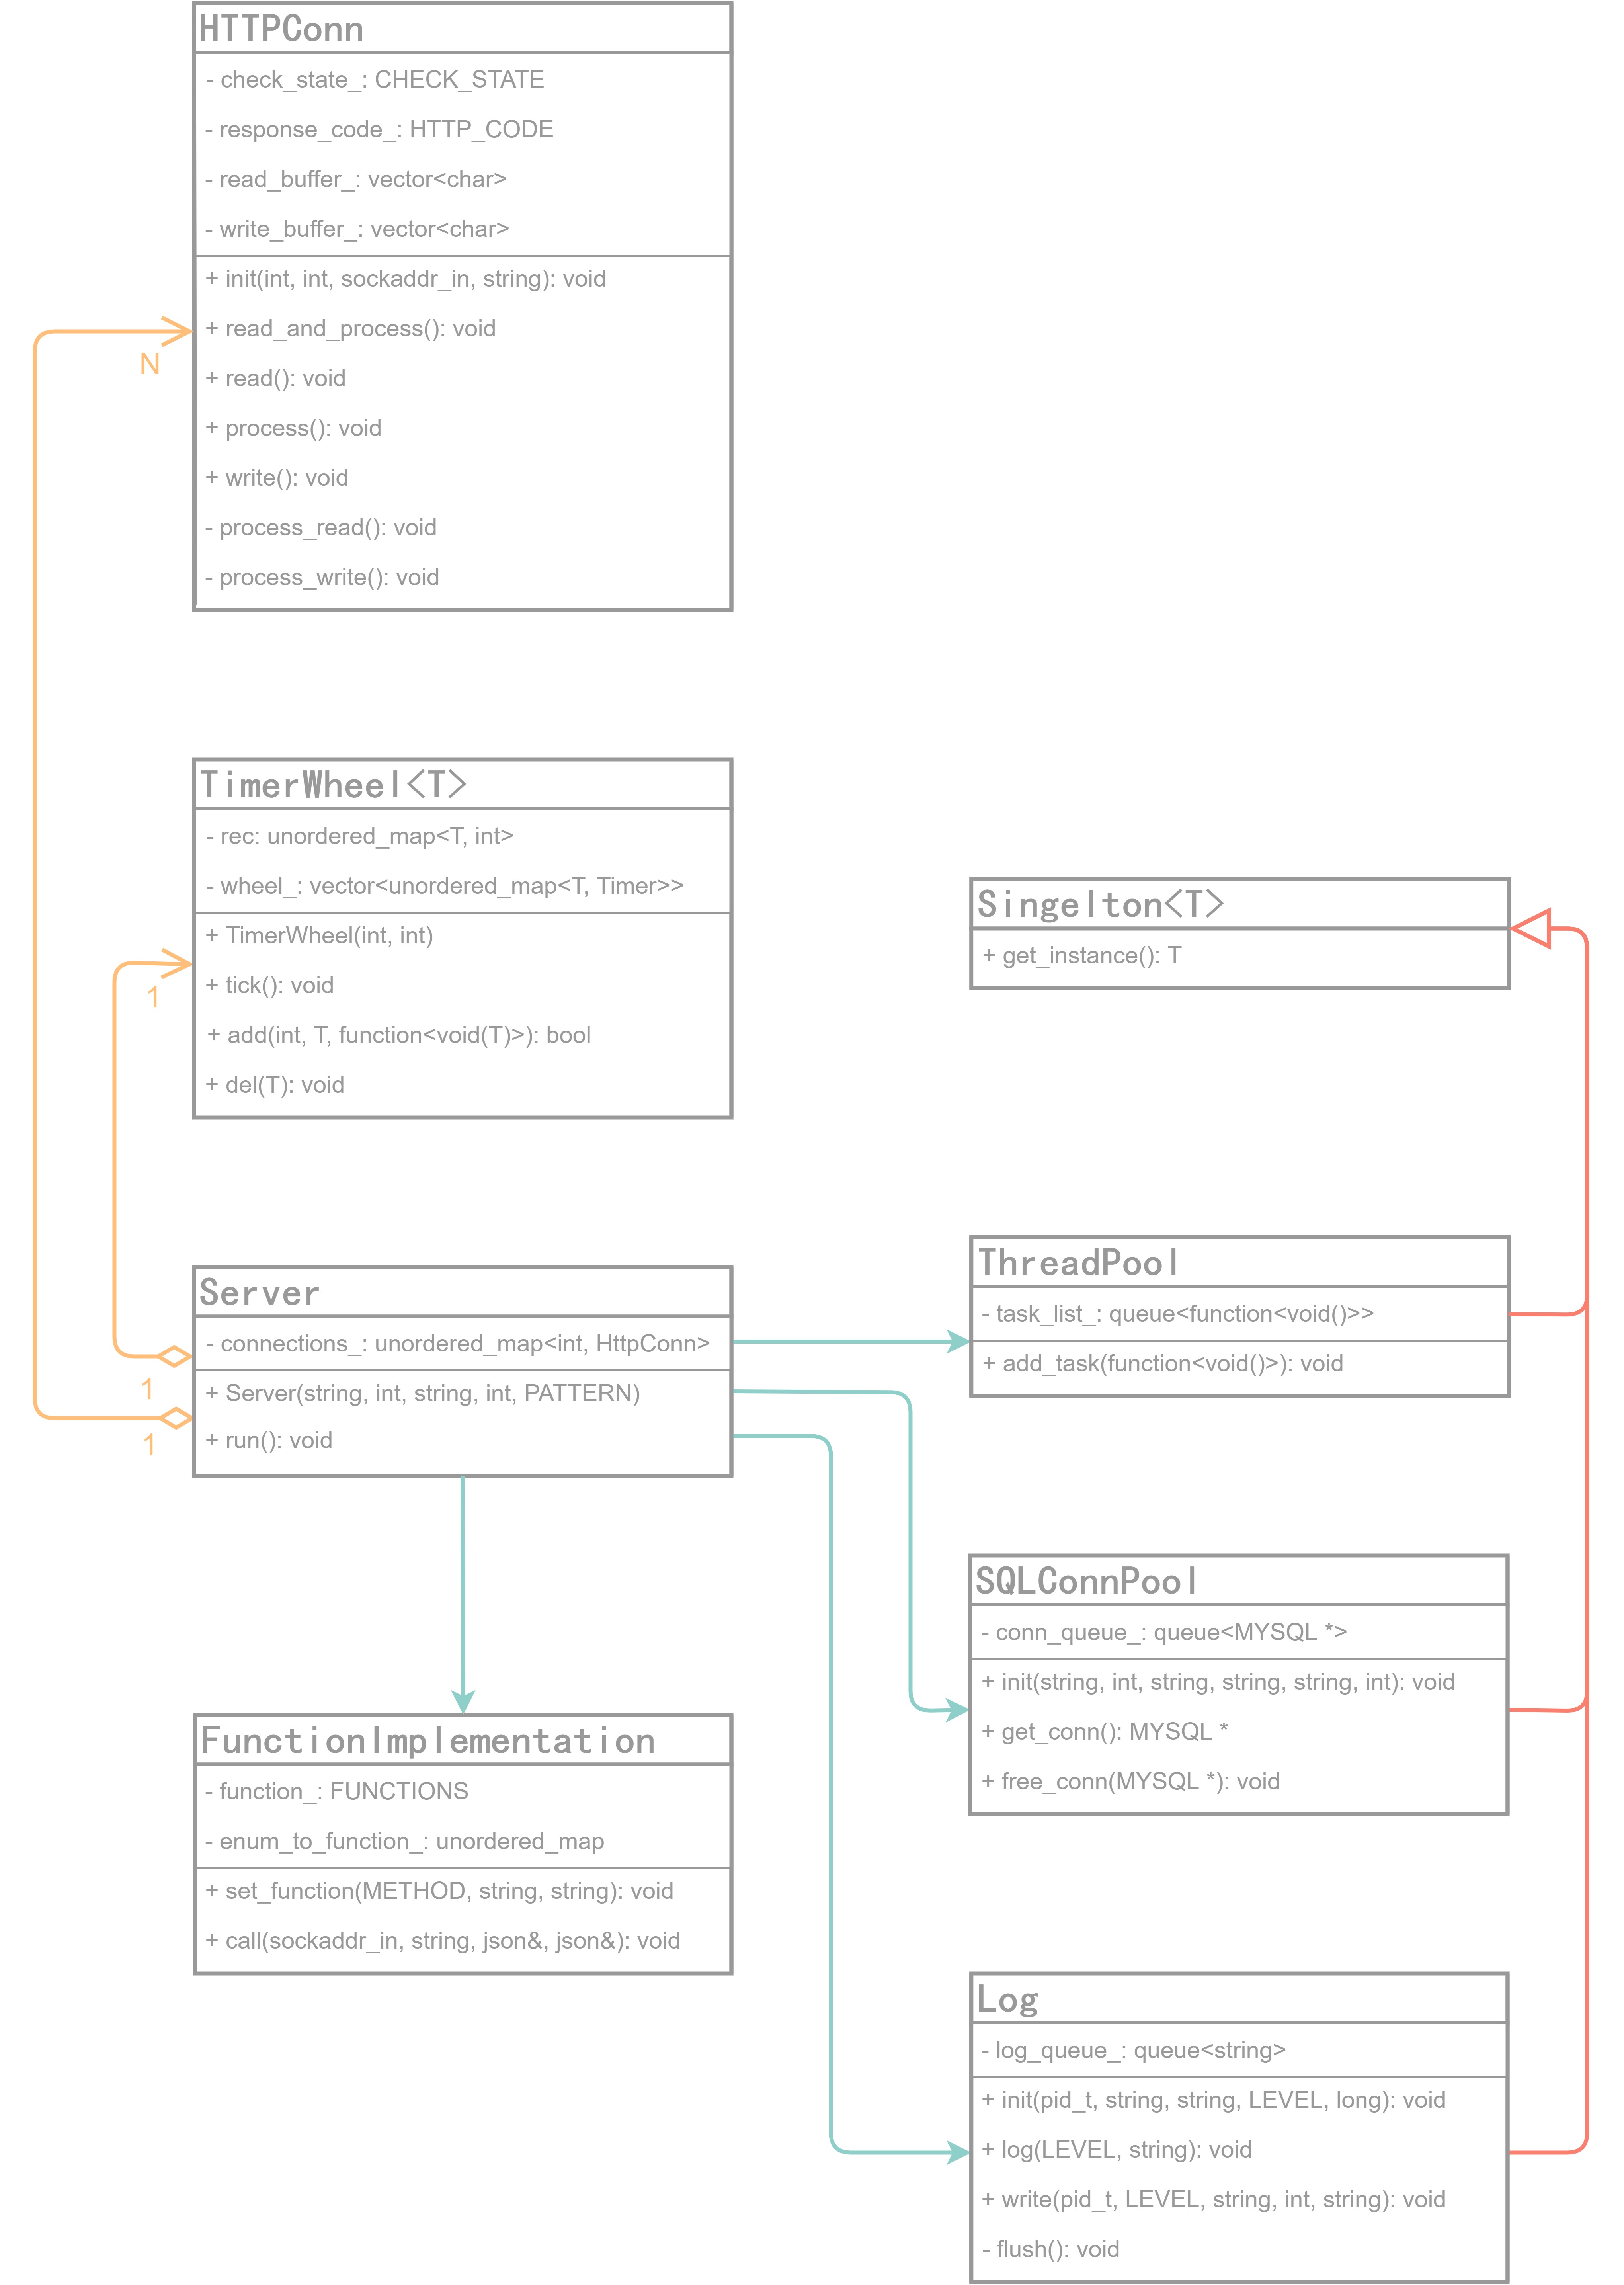 HTTPConn
- check_state_: CHECK_STATE
- response_code_: HTTP_CODE
- read_buffer_: vector<char>
- write_buffer_: vector<char>
+ init(int, int, sockaddr_in, string): void
+ read_and_process(): void
+ read(): void
+ process(): void
+ write(): void
- process_read(): void
- process_write(): void
N
TimerWheel<T>
- rec: unordered_map<T, int>
- wheel_: vector<unordered_map<T, Timer>>
+ TimerWheel(int, int)
+ tick(): void
+ add(int, T, function<void(T)>): bool
+ del(T): void
1
Singelton<T>
+ get_instance(): T
Server
- connections_: unordered_map<int, HttpConn>
+ Server(string, int, string, int, PATTERN)
+ run(): void
1
1
ThreadPool
- task_list_: queue<function<void()>>
+ add_task(function<void()>): void
SQLConnPool
- conn_queue_: queue<MYSQL *>
+ init(string, int, string, string, string, int): void
+ get_conn(): MYSQL *
+ free_conn(MYSQL *): void
FunctionImplementation
- function_: FUNCTIONS
- enum_to_function_: unordered_map
+ set_function(METHOD, string, string): void
+ call(sockaddr_in, string, json&, json&): void
Log
- log_queue_: queue<string>
+ init(pid_t, string, string, LEVEL, long): void
+ log(LEVEL, string): void
+ write(pid_t, LEVEL, string, int, string): void
- flush(): void